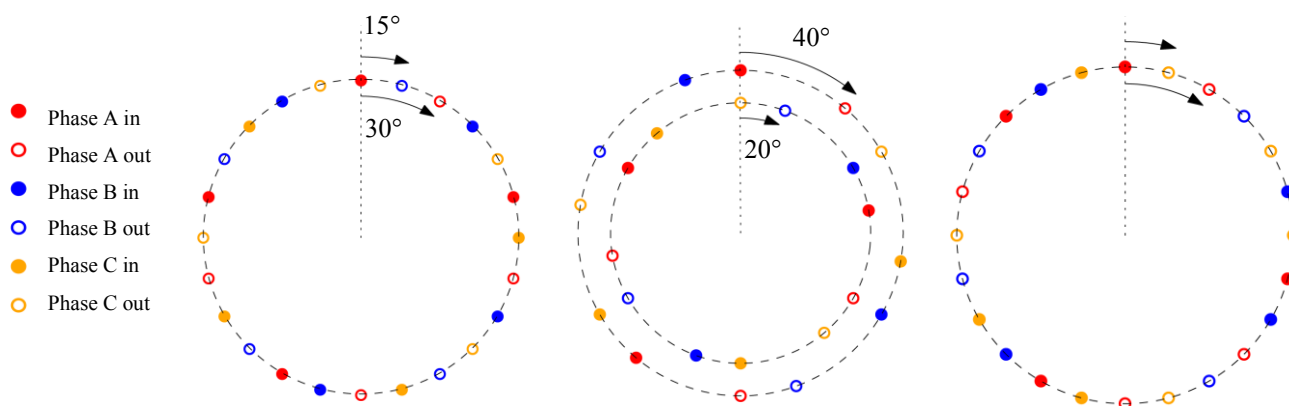 Phase A in
Phase A out
Phase B in
Phase B out
Phase C in
Phase C out
15°
30°
40°
20°